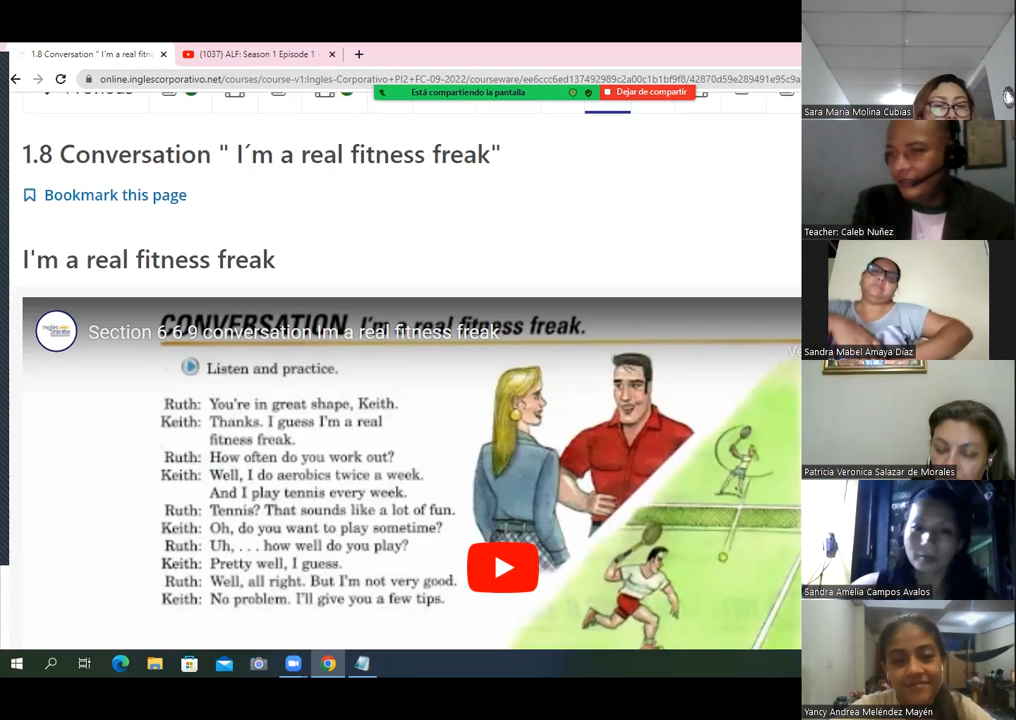 1.8 Conversation " I´m a real fitne
(1037) ALF: Season 1 Episode 1 -
online.inglescorporativo.net/courses/course-v1:Ingles-Corporativo+PI2+FC-09-2022/courseware/ee6ccc6ed137492989c2a00c1b1bf9f8/42870d59e289491e95c9a
Está compartiendo la pantalla
Dejar de compartir
1.8 Conversation " I´m a real fitness freak"
Bookmark this page
I'm a real fitness freak
CONVERSATION I'm a real fitness freak.
Section 6 6 9 conversation Im a real fitness freak
Listen and practice.
Ruth: You're in great shape, Keith.
Keith: Thanks. I guess I'm a real
fitness freak.
Ruth: How often do you work out?
Keith: Well, I do aerobics twice a week.
And I play tennis every week.
Ruth: Tennis? That sounds like a lot of fun.
Keith: Oh, do you want to play sometime?
Ruth: Uh, . . . how well do you play?
Keith: Pretty well, I guess.
Ruth: Well, all right. But I'm not very good.
Keith: No problem. I'll give you a few tips.
Sara María Molina Cubías
Teacher: Caleb Nuñez
Sandra Mabel Amaya Díaz
Patricia Veronica Salazar de Morales
Sandra Amelia Campos Avalos
Yancy Andrea Meléndez Mayén